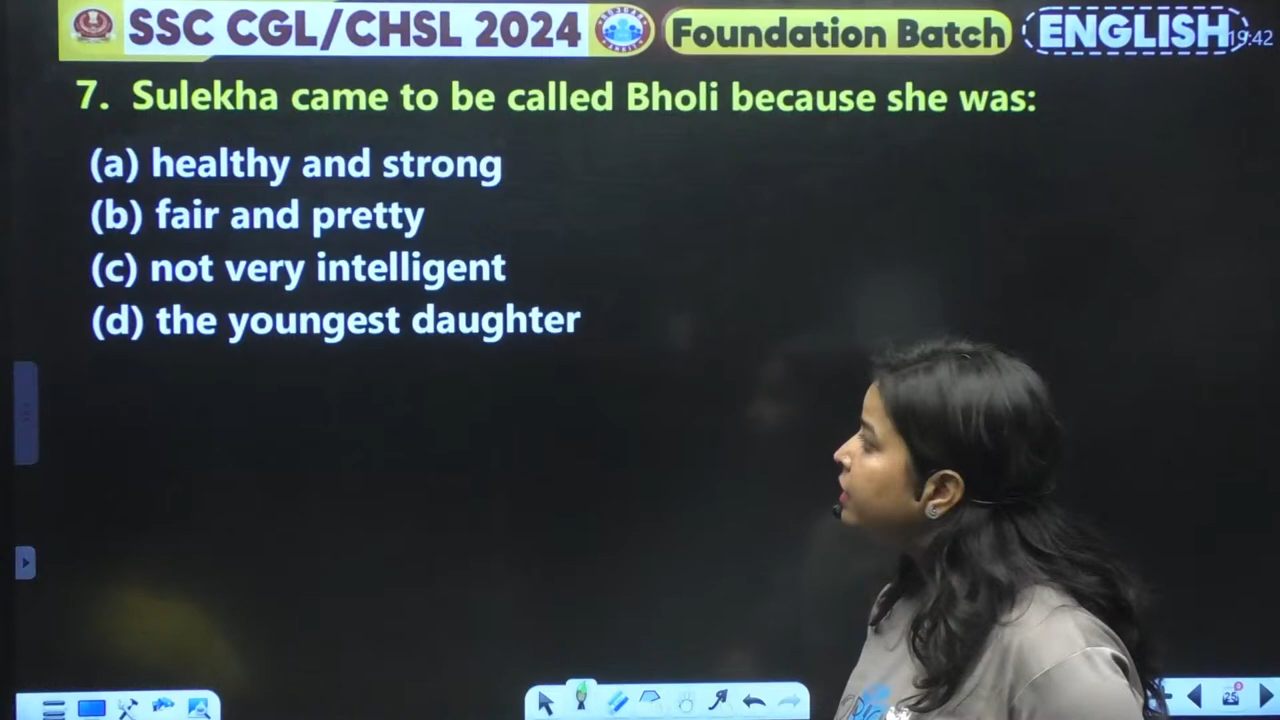 SSC CGL/CHSL 2024 Foundation Batch ENGLISH 19:42
7. Sulekha came to be called Bholi because she was:
(a) healthy and strong
(b) fair and pretty
(c) not very intelligent
(d) the youngest daughter
25